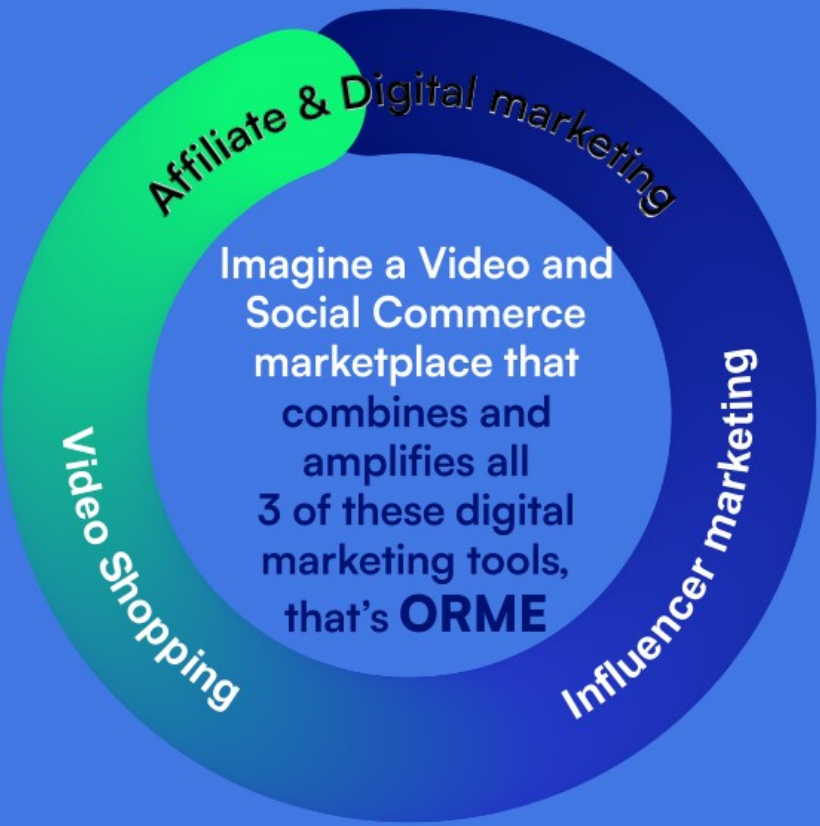 Affiliate & Digital marketing
Imagine a Video and
Social Commerce
marketplace that
combines and
amplifies all
3 of these digital
marketing tools,
that's ORME
Video Shopping
Influencer marketing